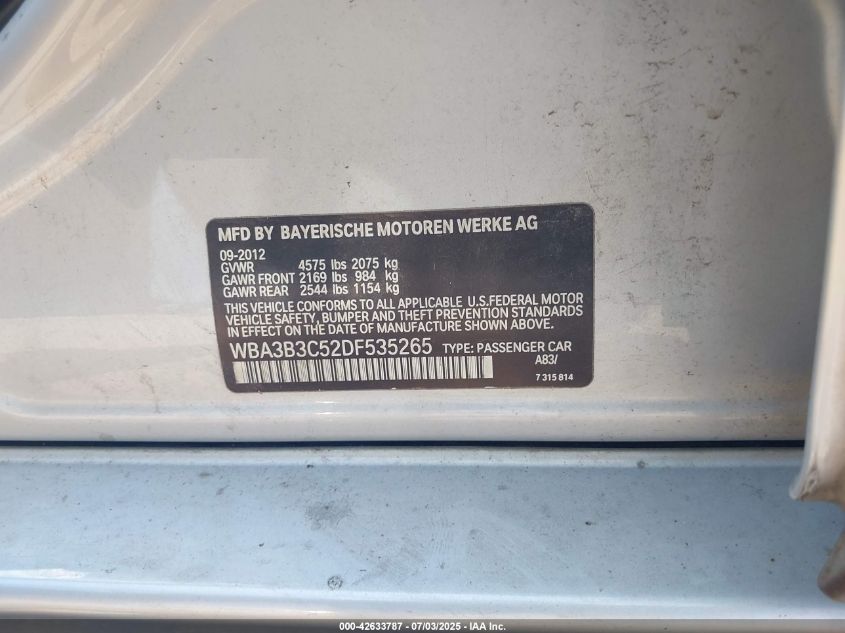 MFD BY BAYERISCHE MOTOREN WERKE AG
09-2012
GVWR 4575 lbs 2075 kg
GAWR FRONT 2169 lbs 984 kg
GAWR REAR 2544 lbs 1154 kg
THIS VEHICLE CONFORMS TO ALL APPLICABLE U.S.FEDERAL MOTOR
VEHICLE SAFETY, BUMPER AND THEFT PREVENTION STANDARDS
IN EFFECT ON THE DATE OF MANUFACTURE SHOWN ABOVE.
WBA3B3C52DF535265 TYPE: PASSENGER CAR
A83/
7 315 814
000-42633787 - 07/03/2025 - IAA Inc.